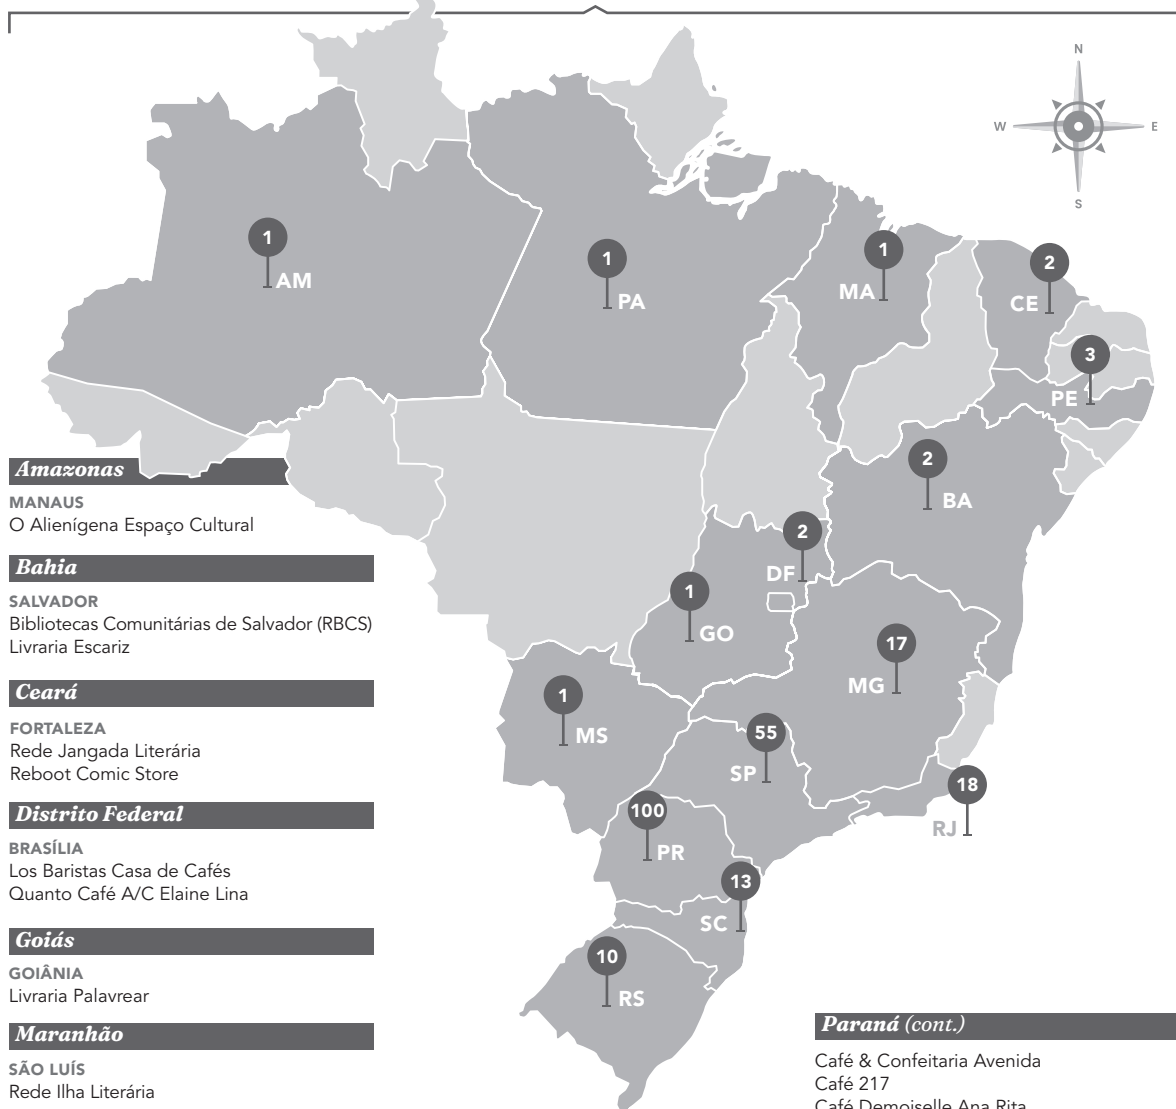 N
W E
S
1
AM
1
PA
1
MA
2
CE
3
PE
2
BA
2
DF
1
GO
17
MG
1
MS
55
SP
18
RJ
100
PR
13
SC
10
RS
Amazonas
MANAUS
O Alienígena Espaço Cultural
Bahia
SALVADOR
Bibliotecas Comunitárias de Salvador (RBCS)
Livraria Escariz
Ceará
FORTALEZA
Rede Jangada Literária
Reboot Comic Store
Distrito Federal
BRASÍLIA
Los Baristas Casa de Cafés
Quanto Café A/C Elaine Lina
Goiás
GOIÂNIA
Livraria Palavrear
Maranhão
SÃO LUÍS
Rede Ilha Literária
Paraná (cont.)
Café & Confeitaria Avenida
Café 217
Café Demoiselle Ana Rita